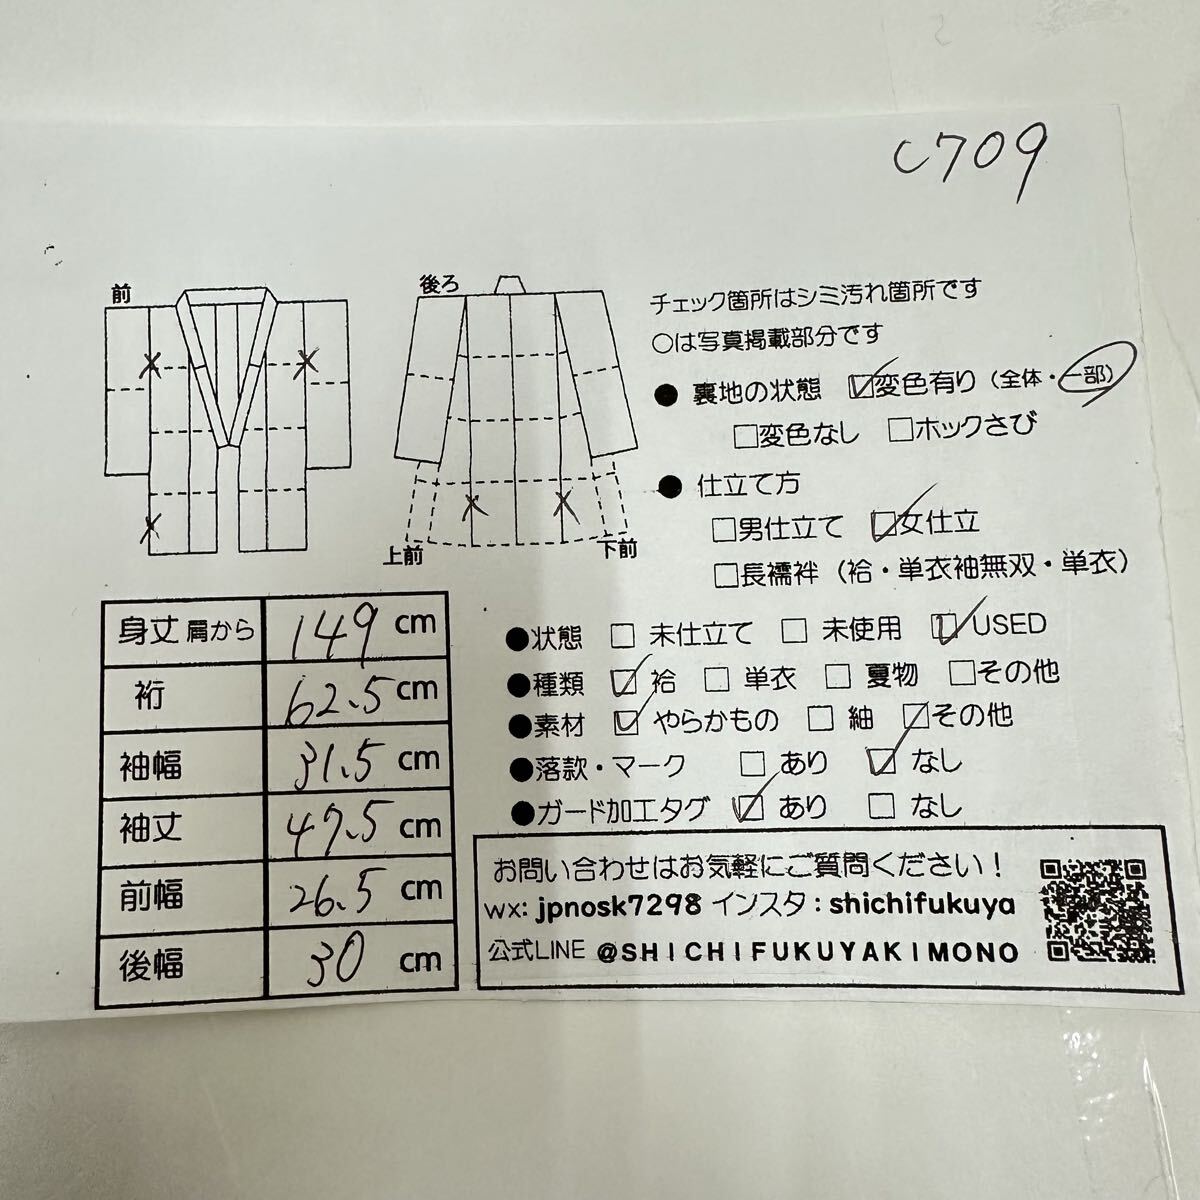 C709
前
後ろ
上前
下前
チェック箇所はシミ汚れ箇所です
○は写真掲載部分です
● 裏地の状態 ☑変色有り (全体・一部)
□変色なし □ホックさび
● 仕立て方
□男仕立て ☑女仕立
□長襦袢 (袷・単衣袖無双・単衣)
身丈 肩から 149 cm
裄 62.5 cm
袖幅 31.5 cm
袖丈 47.5 cm
前幅 26.5 cm
後幅 30 cm
●状態 □ 未仕立て □ 未使用 ☑USED
●種類 ☑ 袷 □ 単衣 □ 夏物 □その他
●素材 ☑ やらかもの □ 紬 ☑その他
●落款・マーク □ あり ☑ なし
●ガード加工タグ ☑ あり □ なし
お問い合わせはお気軽にご質問ください!
wx: jpnosk7298 インスタ : shichifukuya
公式LINE @SHICHIFUKUYAKIMONO